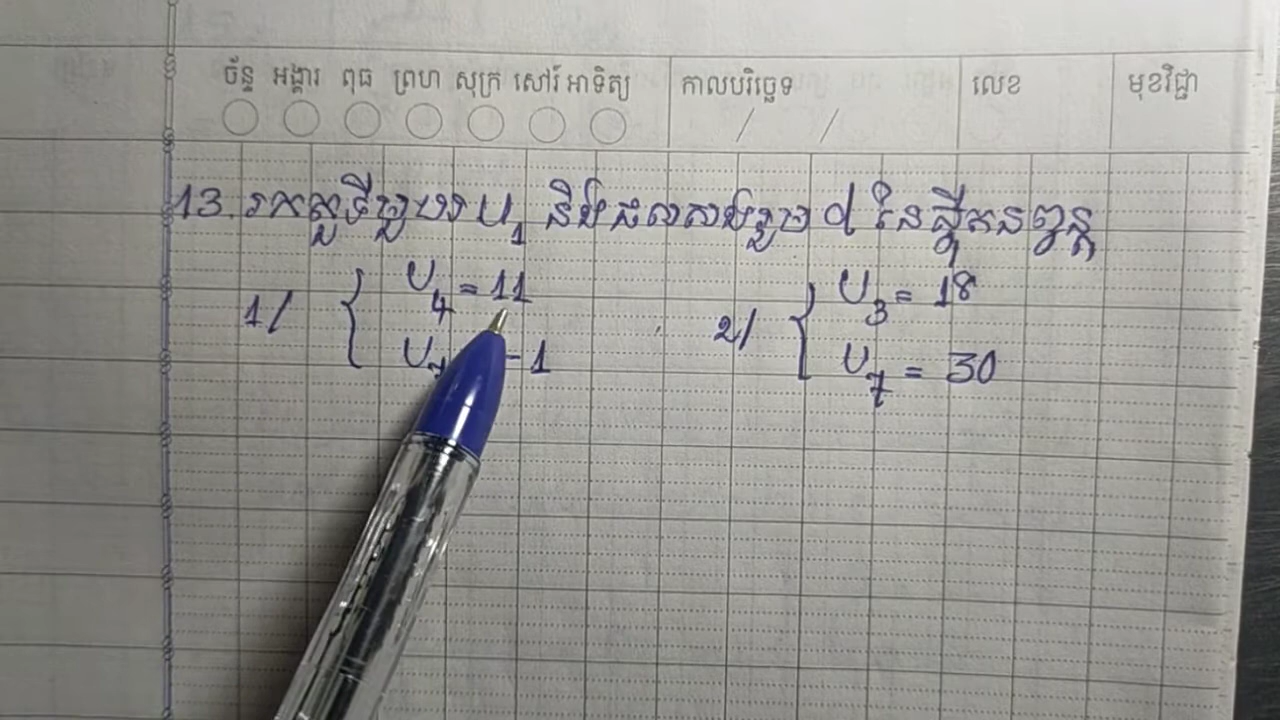 ច័ន្ទ អង្គារ ពុធ ព្រហ សុក្រ សៅរ៍ អាទិត្យ កាលបរិច្ឆេទ លេខ មុខវិជ្ជា
/ /
13. រកតួទីមួយ U₁ និងផលសងរួម d នៃស្វ៊ីតនព្វន្ត
1/ { U₄ = 11 2/ { U₃ = 18
U₇ -1 U₇ = 30